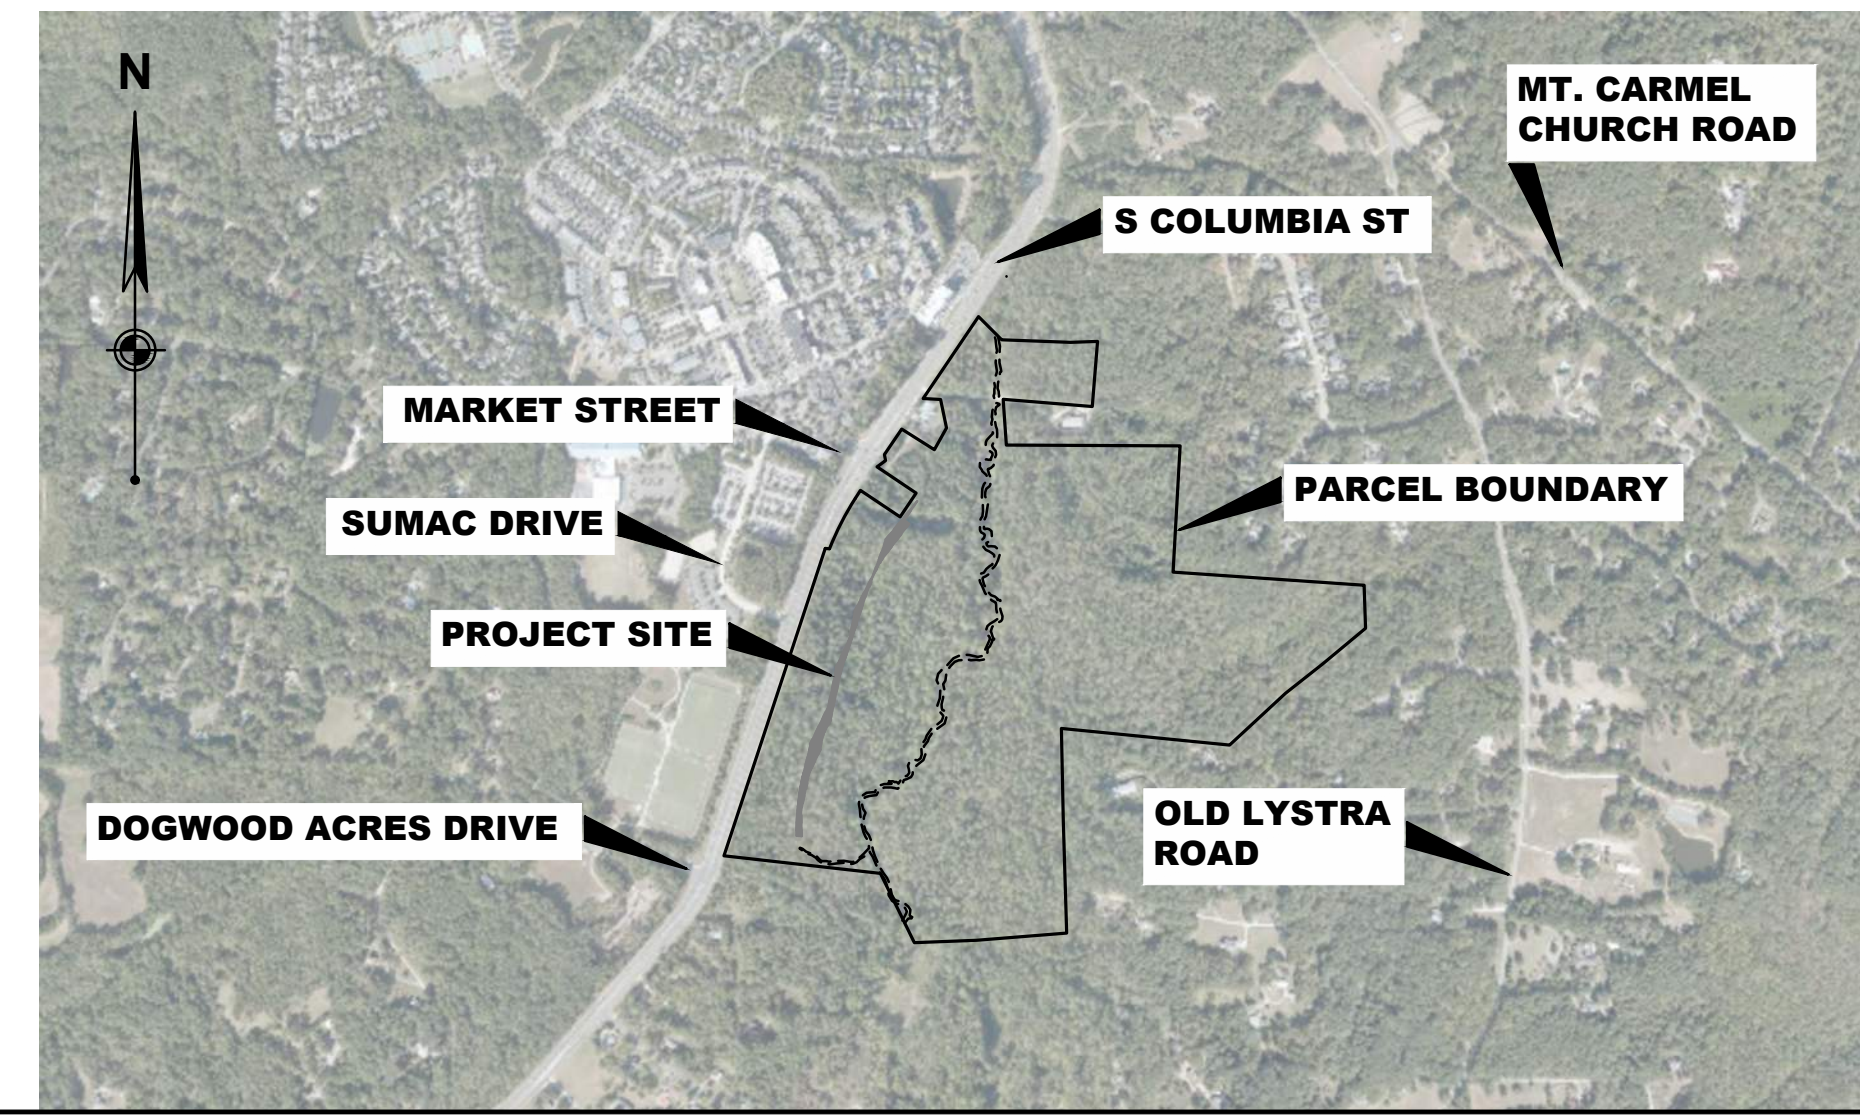 N
MT. CARMEL
CHURCH ROAD
S COLUMBIA ST
MARKET STREET
PARCEL BOUNDARY
SUMAC DRIVE
PROJECT SITE
DOGWOOD ACRES DRIVE
OLD LYSTRA
ROAD